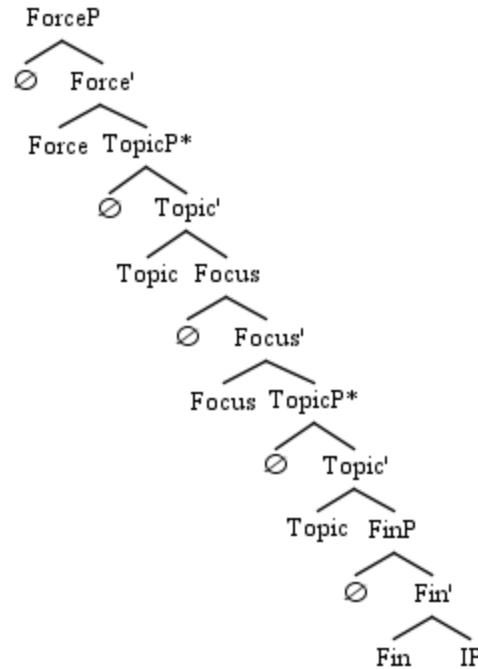 ForceP
∅ Force'
Force TopicP*
∅ Topic'
Topic Focus
∅ Focus'
Focus TopicP*
∅ Topic'
Topic FinP
∅ Fin'
Fin IP